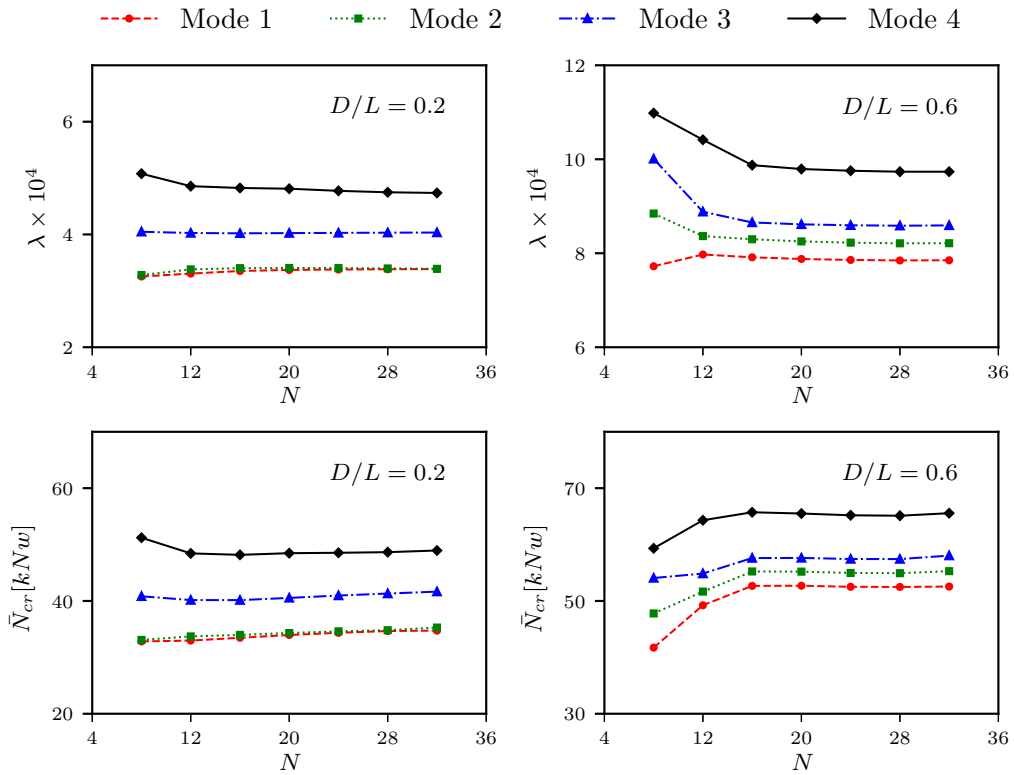 Mode 1 Mode 2 Mode 3 Mode 4
D/L = 0.2
λ × 10⁴
6
4
2
4 12 20 28 36
N
D/L = 0.6
λ × 10⁴
12
10
8
6
4 12 20 28 36
N
D/L = 0.2
N̄cr[kNw]
60
40
20
4 12 20 28 36
N
D/L = 0.6
N̄cr[kNw]
70
50
30
4 12 20 28 36
N